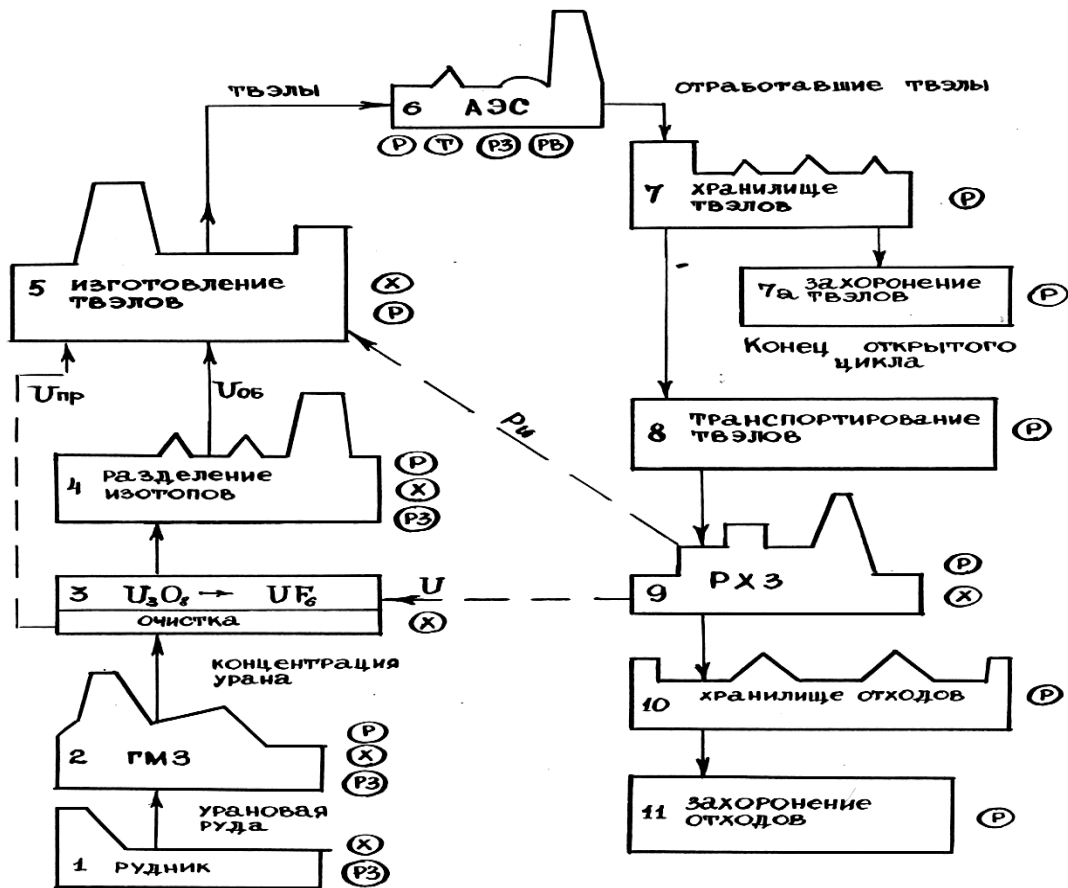 ТВЭЛЫ
6 АЭС
Р Т РЗ РВ
ОТРАБОТАВШИЕ ТВЭЛЫ
7 ХРАНИЛИЩЕ
ТВЭЛОВ
Р
7а ЗАХОРОНЕНИЕ
ТВЭЛОВ
Р
КОНЕЦ ОТКРЫТОГО
ЦИКЛА
5 ИЗГОТОВЛЕНИЕ
ТВЭЛОВ
Х
Р
Uпр
Uоб
Pu
8 ТРАНСПОРТИРОВАНИЕ
ТВЭЛОВ
Р
4 РАЗДЕЛЕНИЕ
ИЗОТОПОВ
Р
Х
РЗ
3 U₃O₈ → UF₆
ОЧИСТКА
U
Х
9 РХЗ
Р
Х
КОНЦЕНТРАЦИЯ
УРАНА
10 ХРАНИЛИЩЕ ОТХОДОВ
Р
2 ГМЗ
Р
Х
РЗ
УРАНОВАЯ
РУДА
11 ЗАХОРОНЕНИЕ
ОТХОДОВ
Р
1 РУДНИК
Х
РЗ